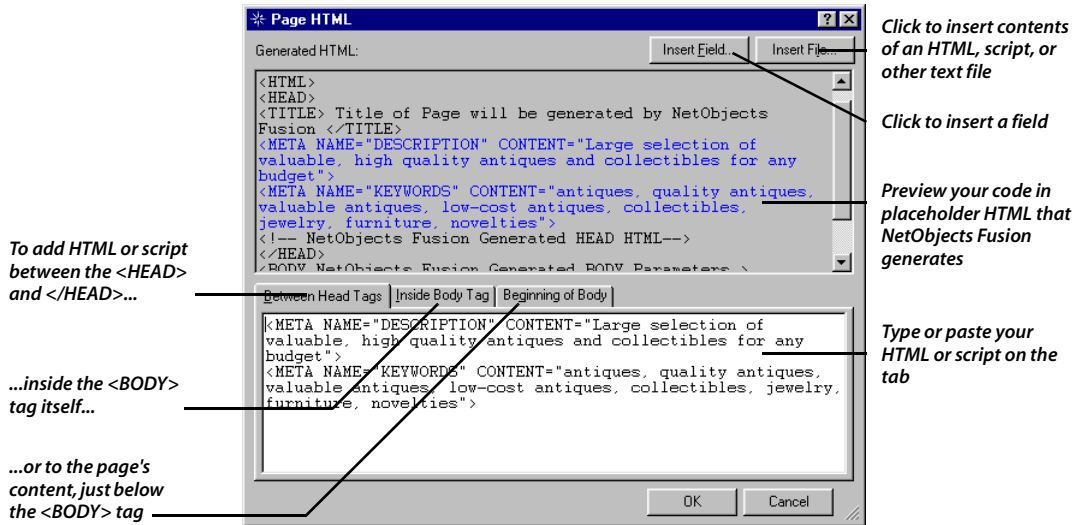 Page HTML
Generated HTML:
Insert Field...
Insert File...
<HTML>
<HEAD>
<TITLE> Title of Page will be generated by NetObjects
Fusion </TITLE>
<META NAME="DESCRIPTION" CONTENT="Large selection of
valuable, high quality antiques and collectibles for any
budget">
<META NAME="KEYWORDS" CONTENT="antiques, quality antiques,
valuable antiques, low-cost antiques, collectibles,
jewelry, furniture, novelties">
<!-- NetObjects Fusion Generated HEAD HTML-->
</HEAD>
<BODY NetObjects Fusion Generated BODY Parameters >
Between Head Tags
Inside Body Tag
Beginning of Body
<META NAME="DESCRIPTION" CONTENT="Large selection of
valuable, high quality antiques and collectibles for any
budget">
<META NAME="KEYWORDS" CONTENT="antiques, quality antiques,
valuable antiques, low-cost antiques, collectibles, jewelry,
furniture, novelties">
OK
Cancel
To add HTML or script
between the <HEAD>
and </HEAD>...
...inside the <BODY>
tag itself...
...or to the page's
content, just below
the <BODY> tag
Click to insert contents
of an HTML, script, or
other text file
Click to insert a field
Preview your code in
placeholder HTML that
NetObjects Fusion
generates
Type or paste your
HTML or script on the
tab